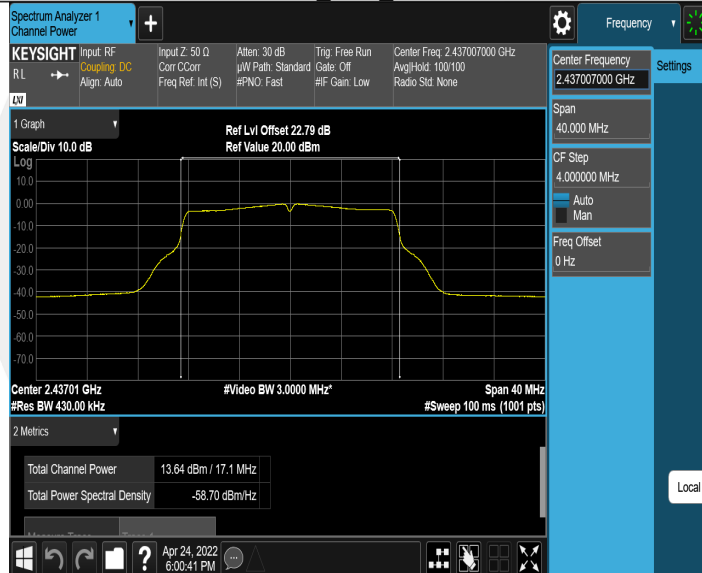 Spectrum Analyzer 1
Channel Power
Frequency
KEYSIGHT
R L
LXI
Input: RF
Coupling: DC
Align: Auto
Input Z: 50 Ω
Corr CCorr
Freq Ref: Int (S)
Atten: 30 dB
µW Path: Standard
#PNO: Fast
Trig: Free Run
Gate: Off
#IF Gain: Low
Center Freq: 2.437007000 GHz
Avg|Hold: 100/100
Radio Std: None
Center Frequency
2.437007000 GHz
Settings
Span
40.000 MHz
CF Step
4.000000 MHz
Auto
Man
Freq Offset
0 Hz
1 Graph
Scale/Div 10.0 dB
Ref Lvl Offset 22.79 dB
Ref Value 20.00 dBm
Log
10.0
0.00
-10.0
-20.0
-30.0
-40.0
-50.0
-60.0
-70.0
Center 2.43701 GHz
#Video BW 3.0000 MHz*
Span 40 MHz
#Res BW 430.00 kHz
#Sweep 100 ms (1001 pts)
2 Metrics
Total Channel Power 13.64 dBm / 17.1 MHz
Total Power Spectral Density -58.70 dBm/Hz
Local
Apr 24, 2022
6:00:41 PM